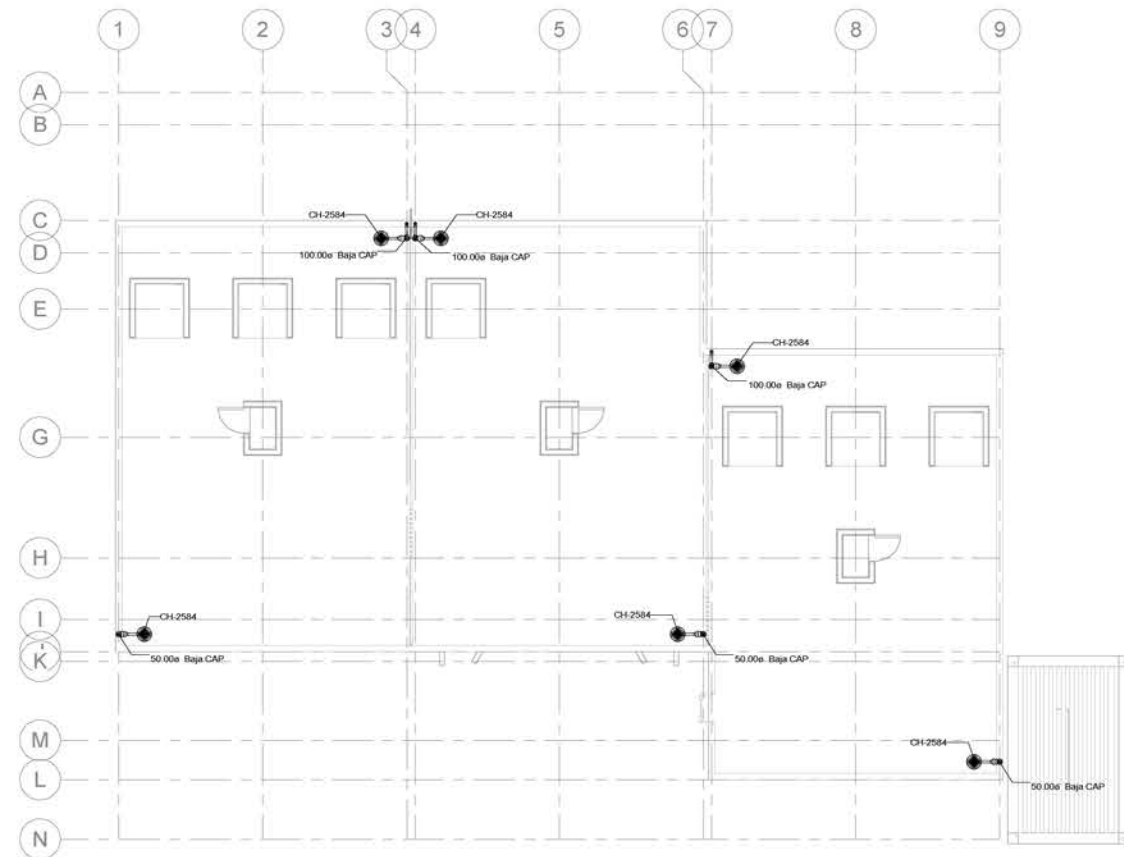 1
2
3
4
5
6
7
8
9
A
B
C
CH-2584
CH-2584
D
100.00ø Baja CAP
100.00ø Baja CAP
E
CH-2584
100.00ø Baja CAP
G
H
I
CH-2584
CH-2584
50.00ø Baja CAP
50.00ø Baja CAP
K
M
CH-2584
L
50.00ø Baja CAP
N